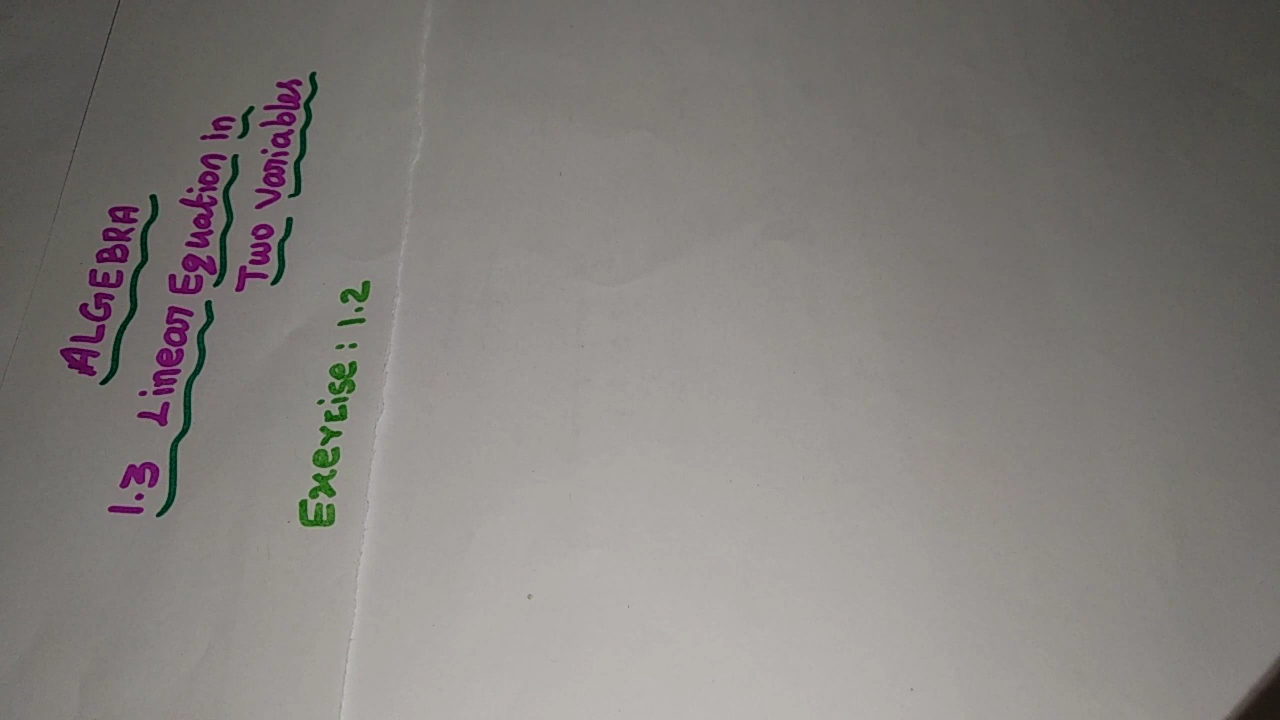 ALGEBRA
1.3 Linear Equation in
Two Variables
Exercise: 1.2